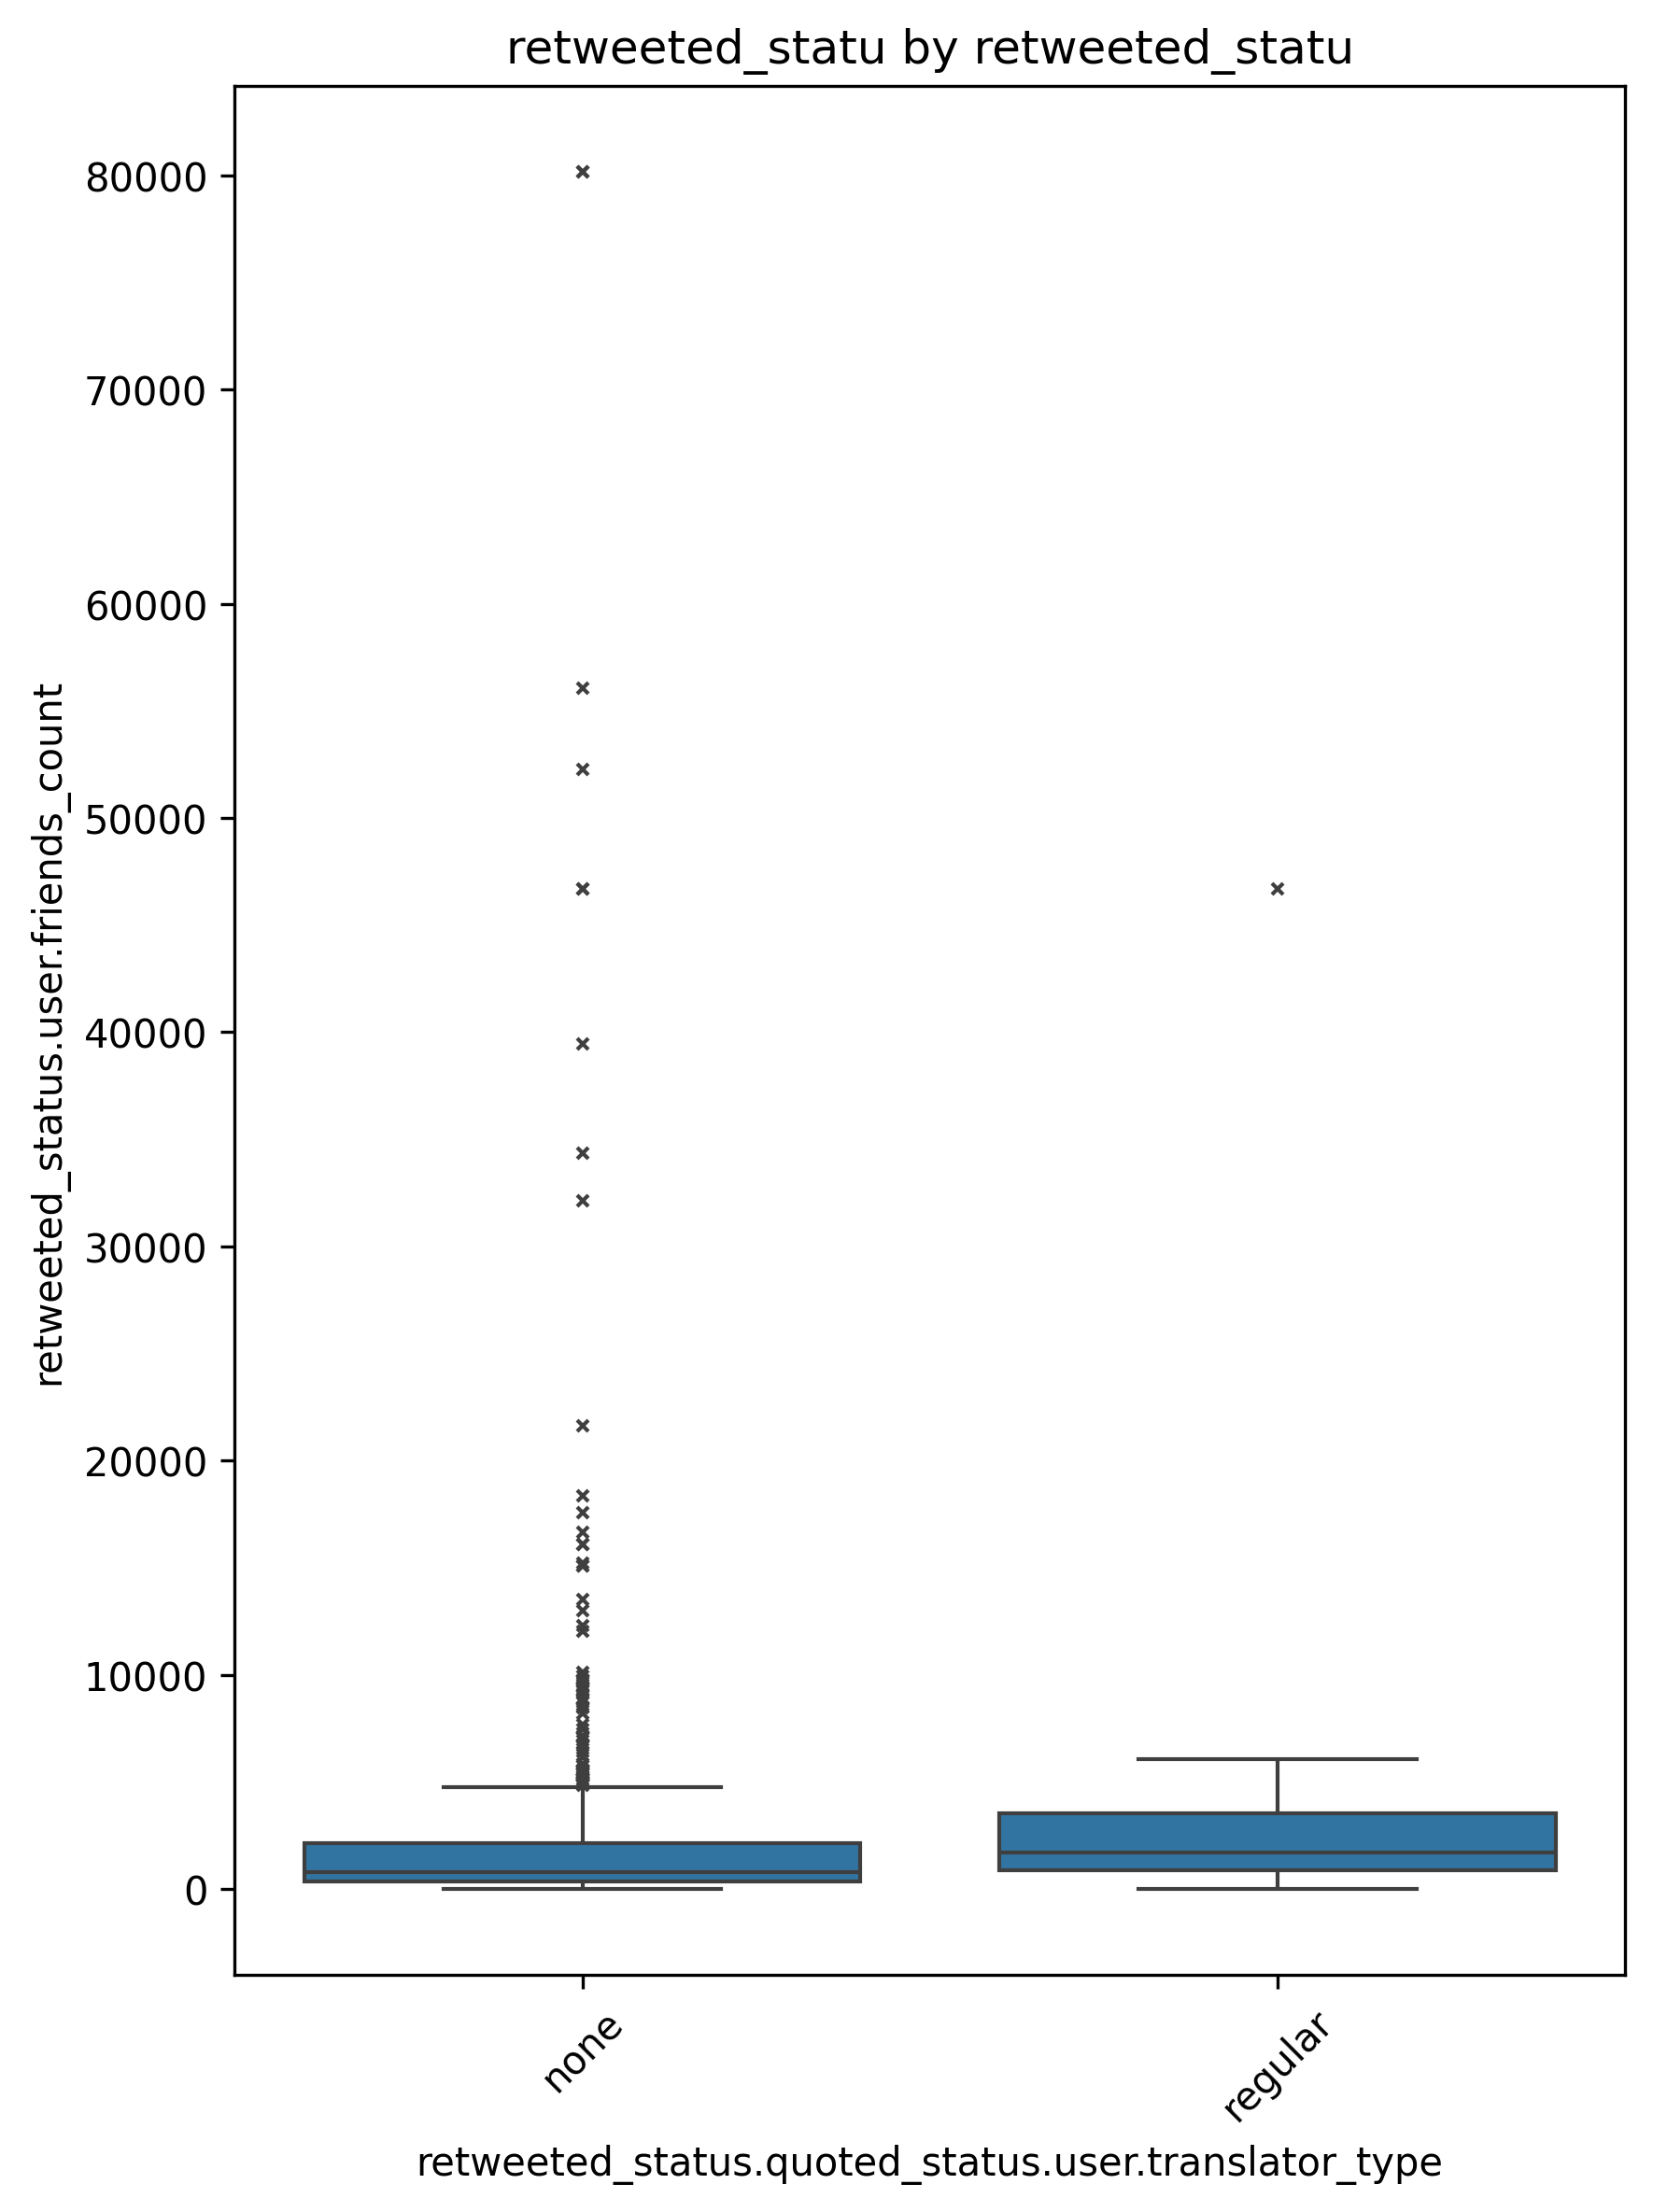 retweeted_statu by retweeted_statu
80000
70000
60000
50000
40000
30000
20000
10000
0
retweeted_status.user.friends_count
none
regular
retweeted_status.quoted_status.user.translator_type